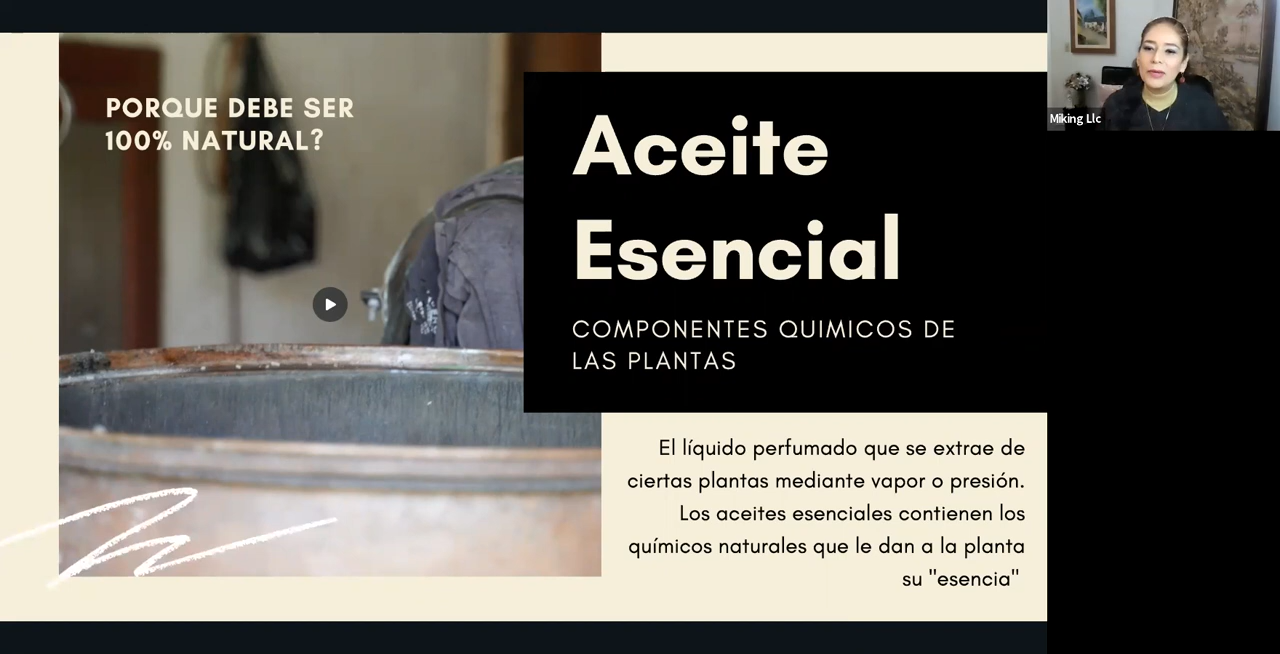 PORQUE DEBE SER
100% NATURAL?
Aceite
Esencial
COMPONENTES QUIMICOS DE
LAS PLANTAS
El líquido perfumado que se extrae de
ciertas plantas mediante vapor o presión.
Los aceites esenciales contienen los
químicos naturales que le dan a la planta
su "esencia"
Miking Llc